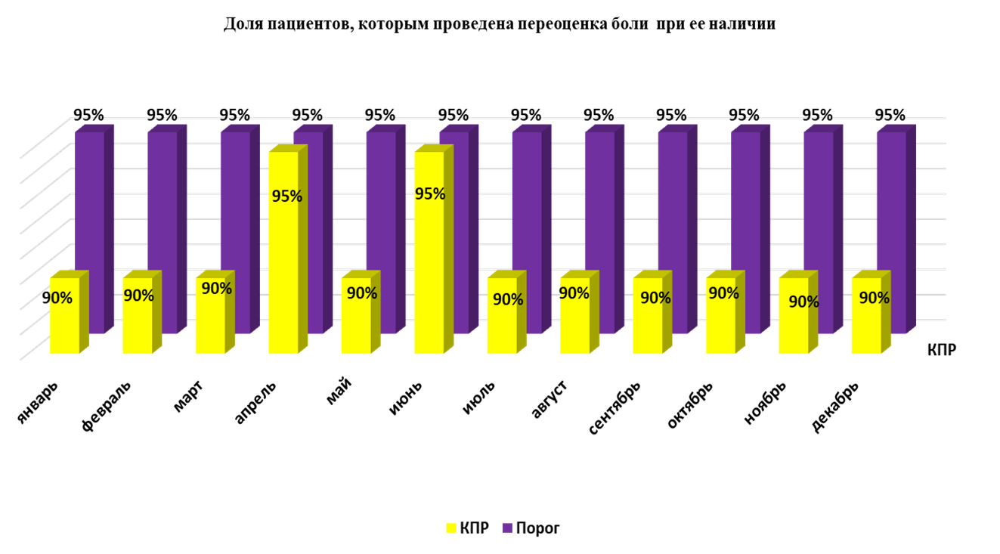 Доля пациентов, которым проведена переоценка боли при ее наличии
95% 95% 95% 95% 95% 95% 95% 95% 95% 95% 95% 95%
90% 90% 90% 95% 90% 95% 90% 90% 90% 90% 90% 90%
КПР
январь февраль март апрель май июнь июль август сентябрь октябрь ноябрь декабрь
КПР Порог